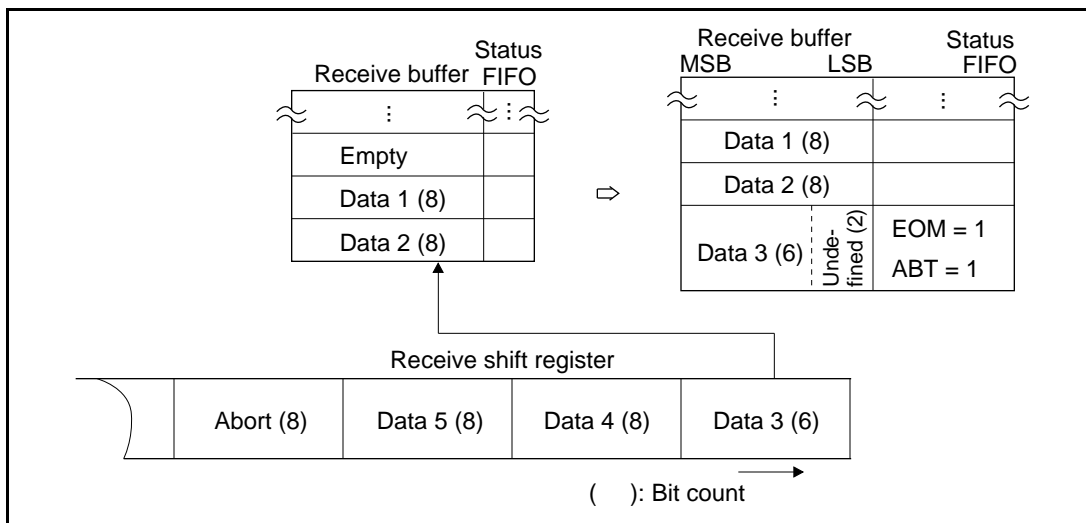 Receive buffer
Status
FIFO
⋮ ⋮
Empty
Data 1 (8)
Data 2 (8)
⇨
Receive buffer
MSB LSB
Status
FIFO
⋮ ⋮
Data 1 (8)
Data 2 (8)
Data 3 (6)
Unde-
fined (2)
EOM = 1
ABT = 1
Receive shift register
Abort (8) Data 5 (8) Data 4 (8) Data 3 (6)
( ): Bit count